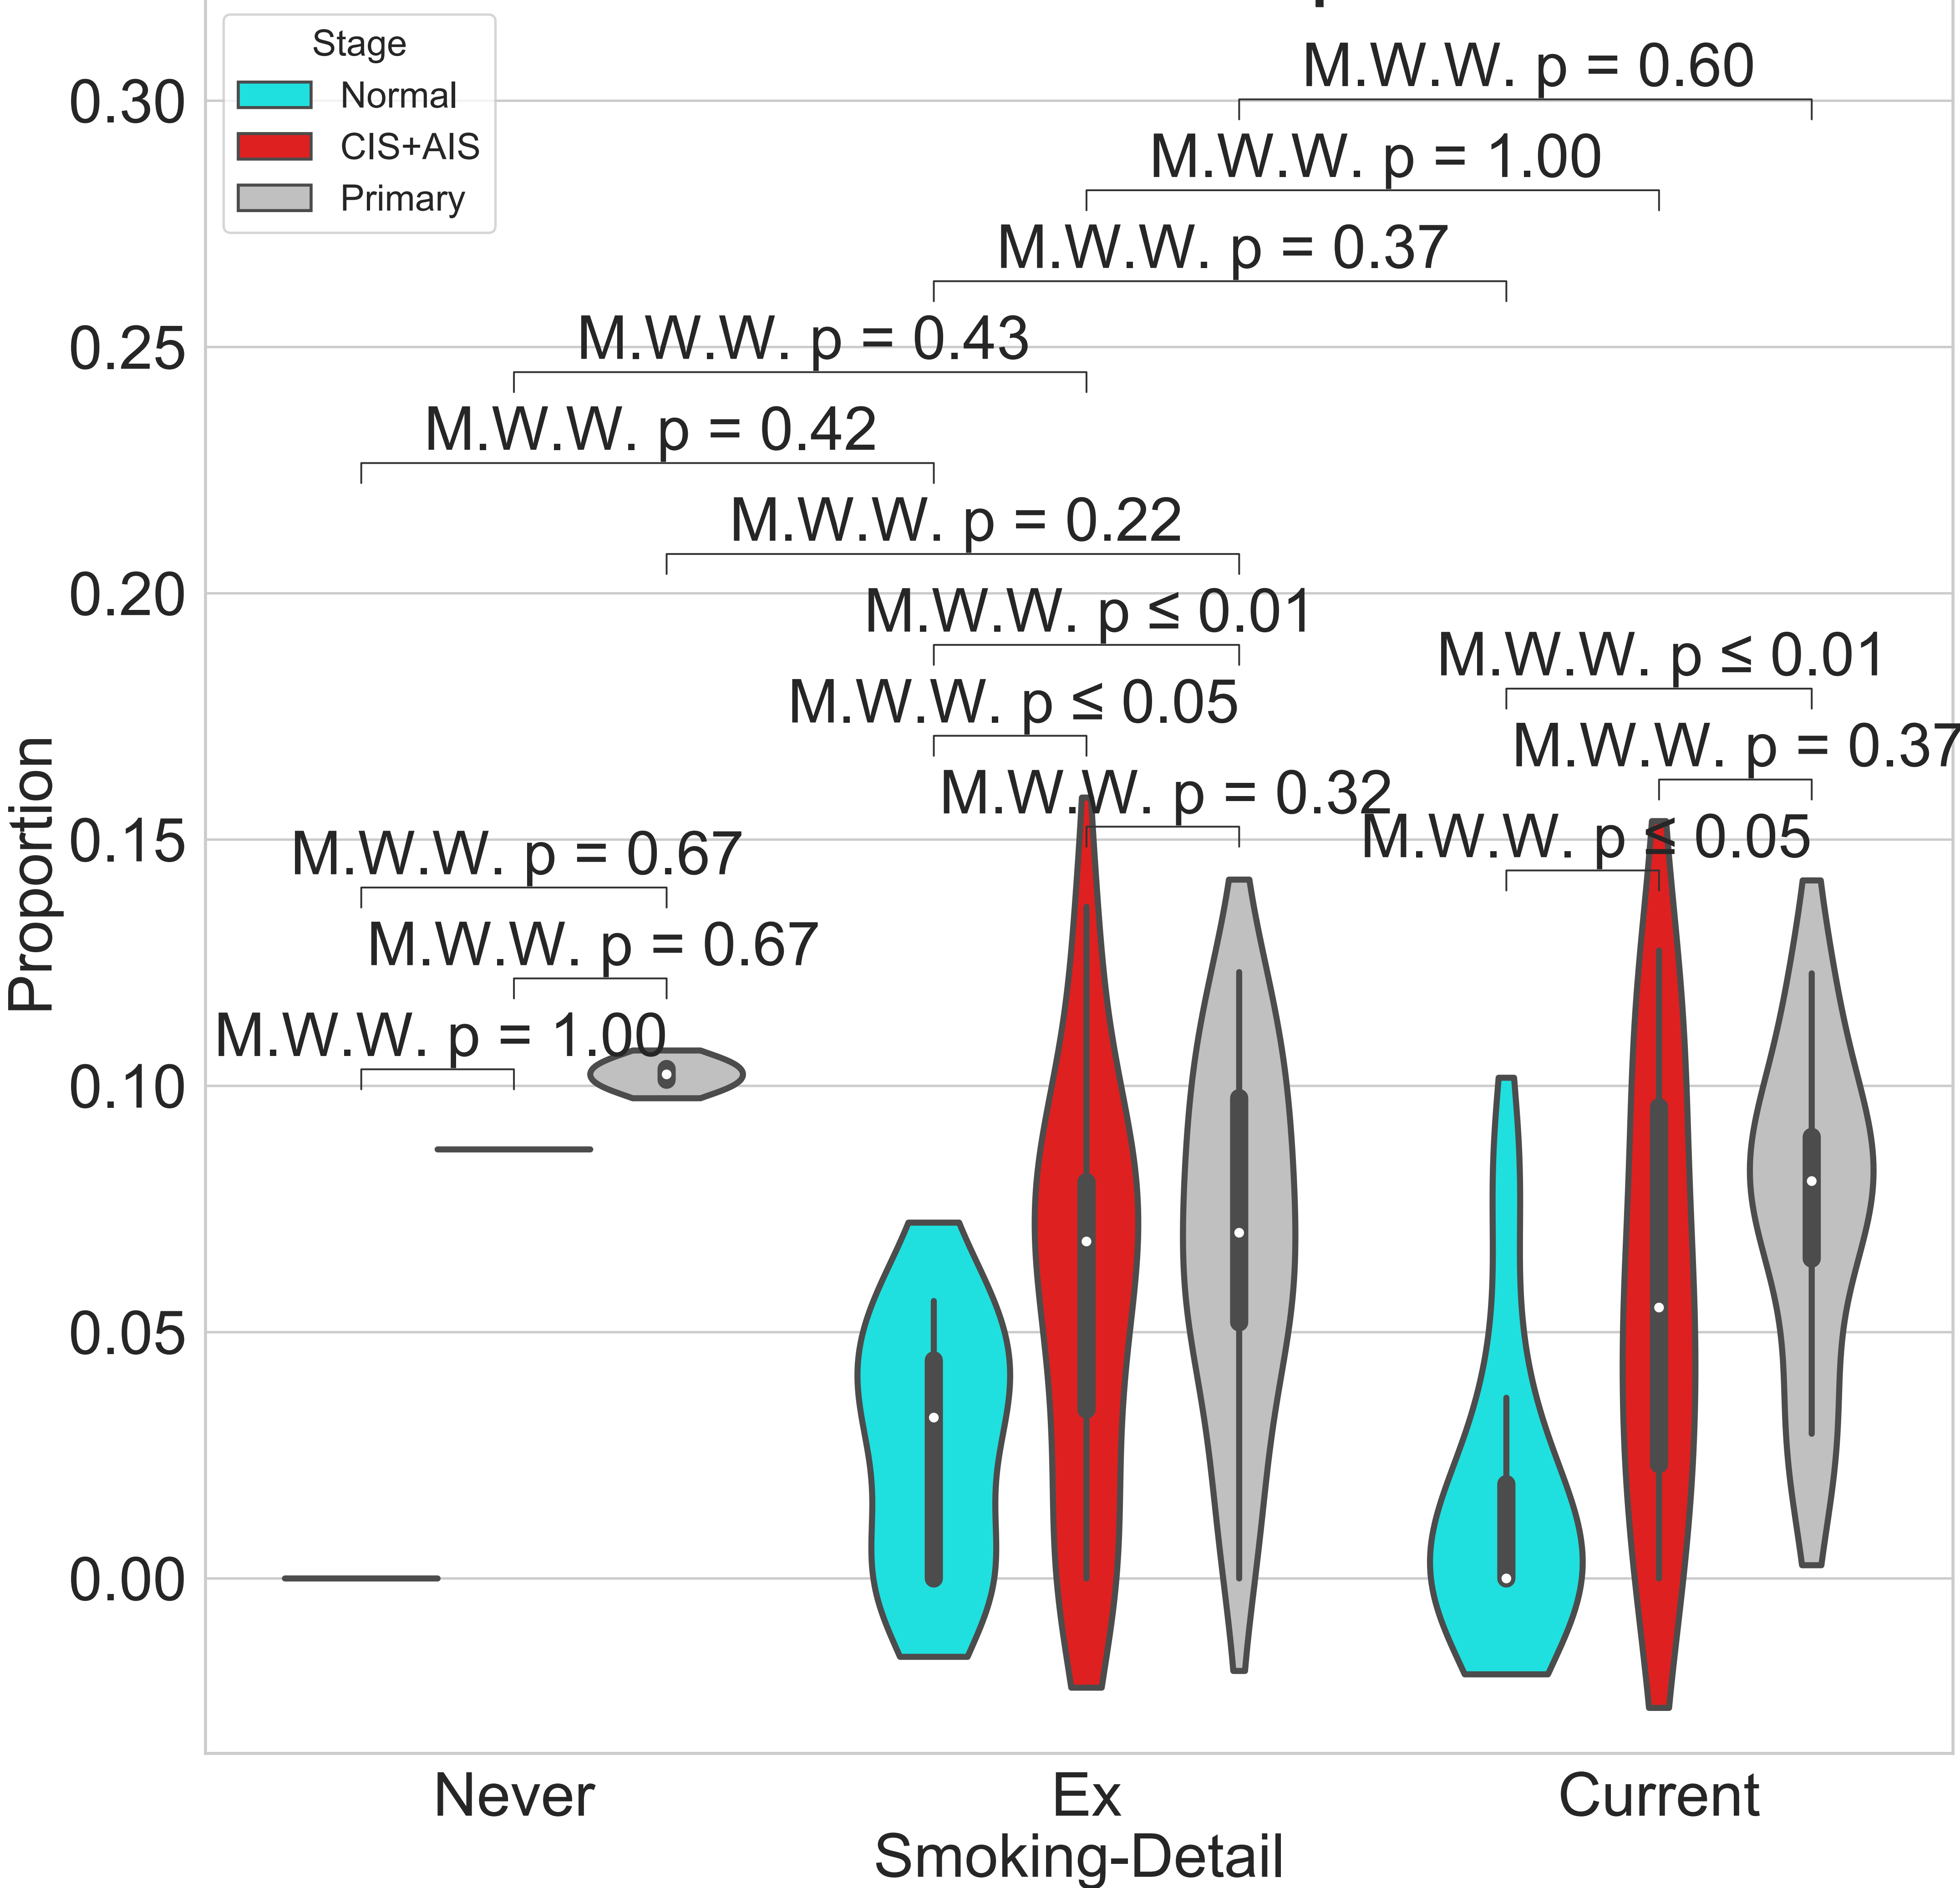 Stage
Normal
CIS+AIS
Primary
M.W.W. p = 0.60
M.W.W. p = 1.00
M.W.W. p = 0.37
M.W.W. p = 0.43
M.W.W. p = 0.42
M.W.W. p = 0.22
M.W.W. p ≤ 0.01
M.W.W. p ≤ 0.01
M.W.W. p ≤ 0.05
M.W.W. p = 0.37
M.W.W. p = 0.32
M.W.W. p ≤ 0.05
M.W.W. p = 0.67
M.W.W. p = 0.67
M.W.W. p = 1.00
0.30
0.25
0.20
0.15
0.10
0.05
0.00
Proportion
Never
Ex
Current
Smoking-Detail